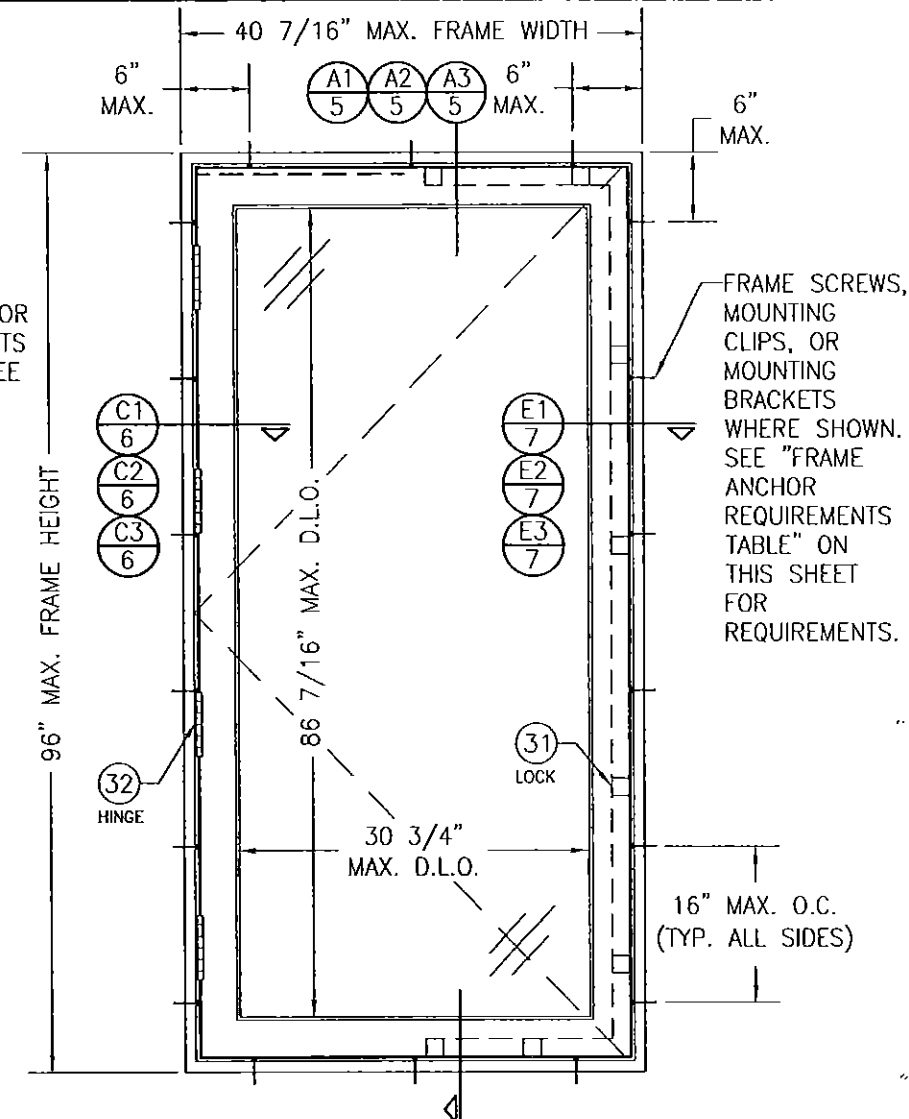 40 7/16" MAX. FRAME WIDTH
6"
MAX.
A1
5
A2
5
A3
5
6"
MAX.
6"
MAX.
OR
TS
EE
FRAME SCREWS,
MOUNTING
CLIPS, OR
MOUNTING
BRACKETS
WHERE SHOWN.
SEE "FRAME
ANCHOR
REQUIREMENTS
TABLE" ON
THIS SHEET
FOR
REQUIREMENTS.
C1
6
C2
6
C3
6
E1
7
E2
7
E3
7
96" MAX. FRAME HEIGHT
86 7/16" MAX. D.L.O.
32
HINGE
31
LOCK
30 3/4"
MAX. D.L.O.
16" MAX. O.C.
(TYP. ALL SIDES)